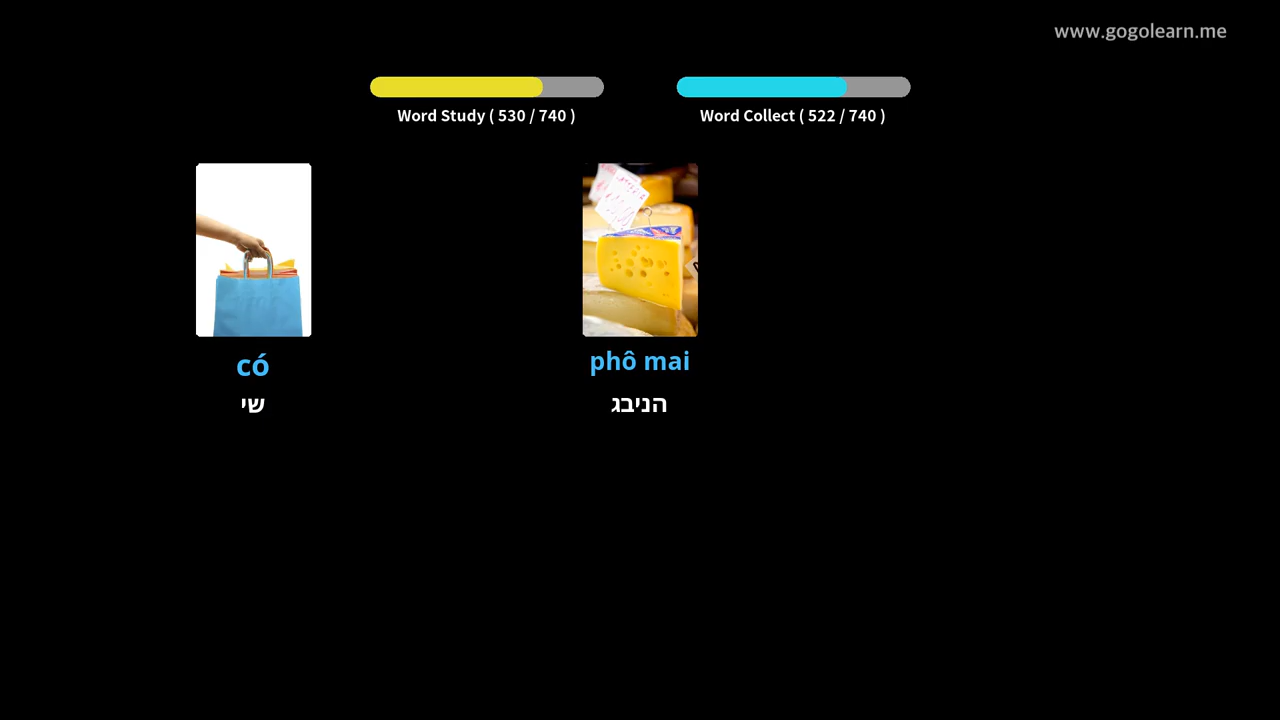 www.gogolearn.me
Word Study ( 530 / 740 )
Word Collect ( 522 / 740 )
có
שי
phô mai
הניבג